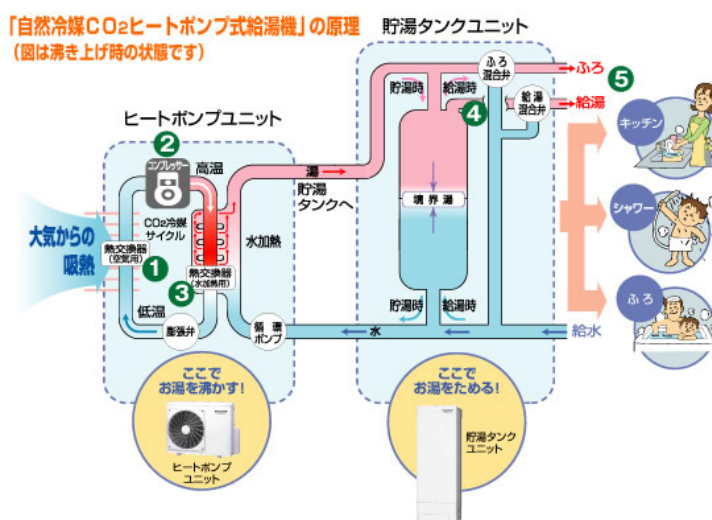 「自然冷媒CO2ヒートポンプ式給湯機」の原理
(図は沸き上げ時の状態です)
貯湯タンクユニット
ヒートポンプユニット
ふろ
混合弁
ふろ
5
貯湯時
給湯時
4
給湯
混合弁
給湯
キッチン
2
コンプレッサー
高温
湯
貯湯
タンクへ
境界湯
シャワー
CO2冷媒
サイクル
水加熱
大気からの
吸熱
熱交換器
(空気用)
1
3
熱交換器
(水加熱用)
ふろ
低温
膨張弁
循環
ポンプ
水
貯湯時
給湯時
給水
ここで
お湯を沸かす!
ヒートポンプ
ユニット
ここで
お湯をためる!
貯湯タンク
ユニット